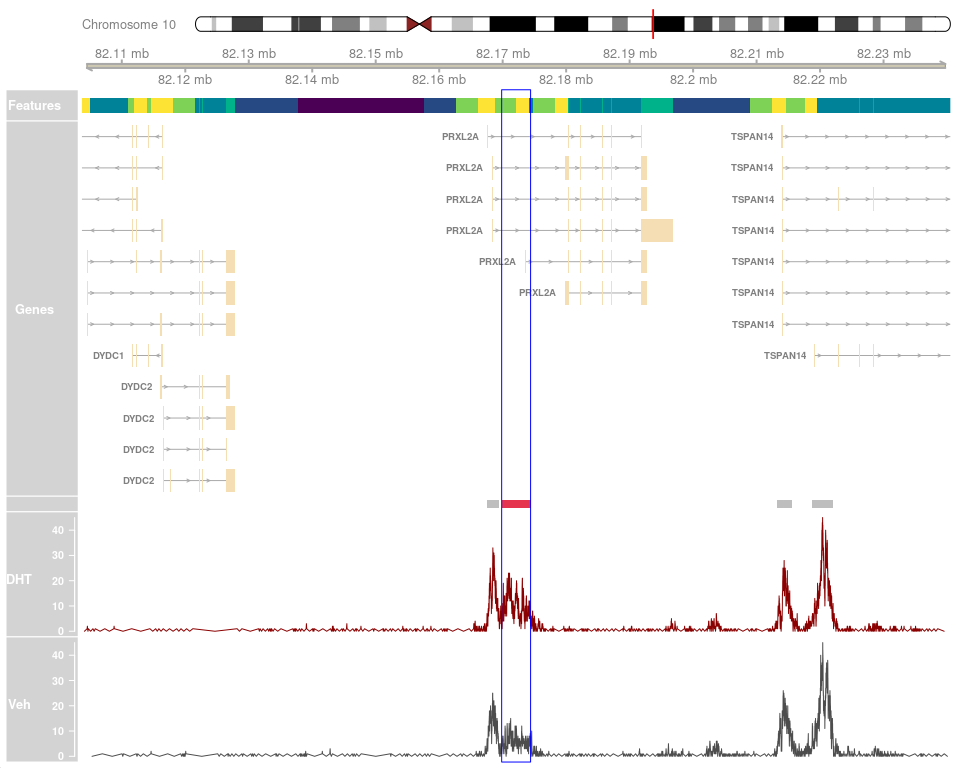 Chromosome 10
82.11 mb 82.13 mb 82.15 mb 82.17 mb 82.19 mb 82.21 mb 82.23 mb
82.12 mb 82.14 mb 82.16 mb 82.18 mb 82.2 mb 82.22 mb
Features
PRXL2A TSPAN14
PRXL2A TSPAN14
PRXL2A TSPAN14
PRXL2A TSPAN14
PRXL2A TSPAN14
PRXL2A TSPAN14
Genes
TSPAN14
DYDC1 TSPAN14
DYDC2
DYDC2
DYDC2
DYDC2
40
30
DHT 20
10
0
40
30
Veh 20
10
0